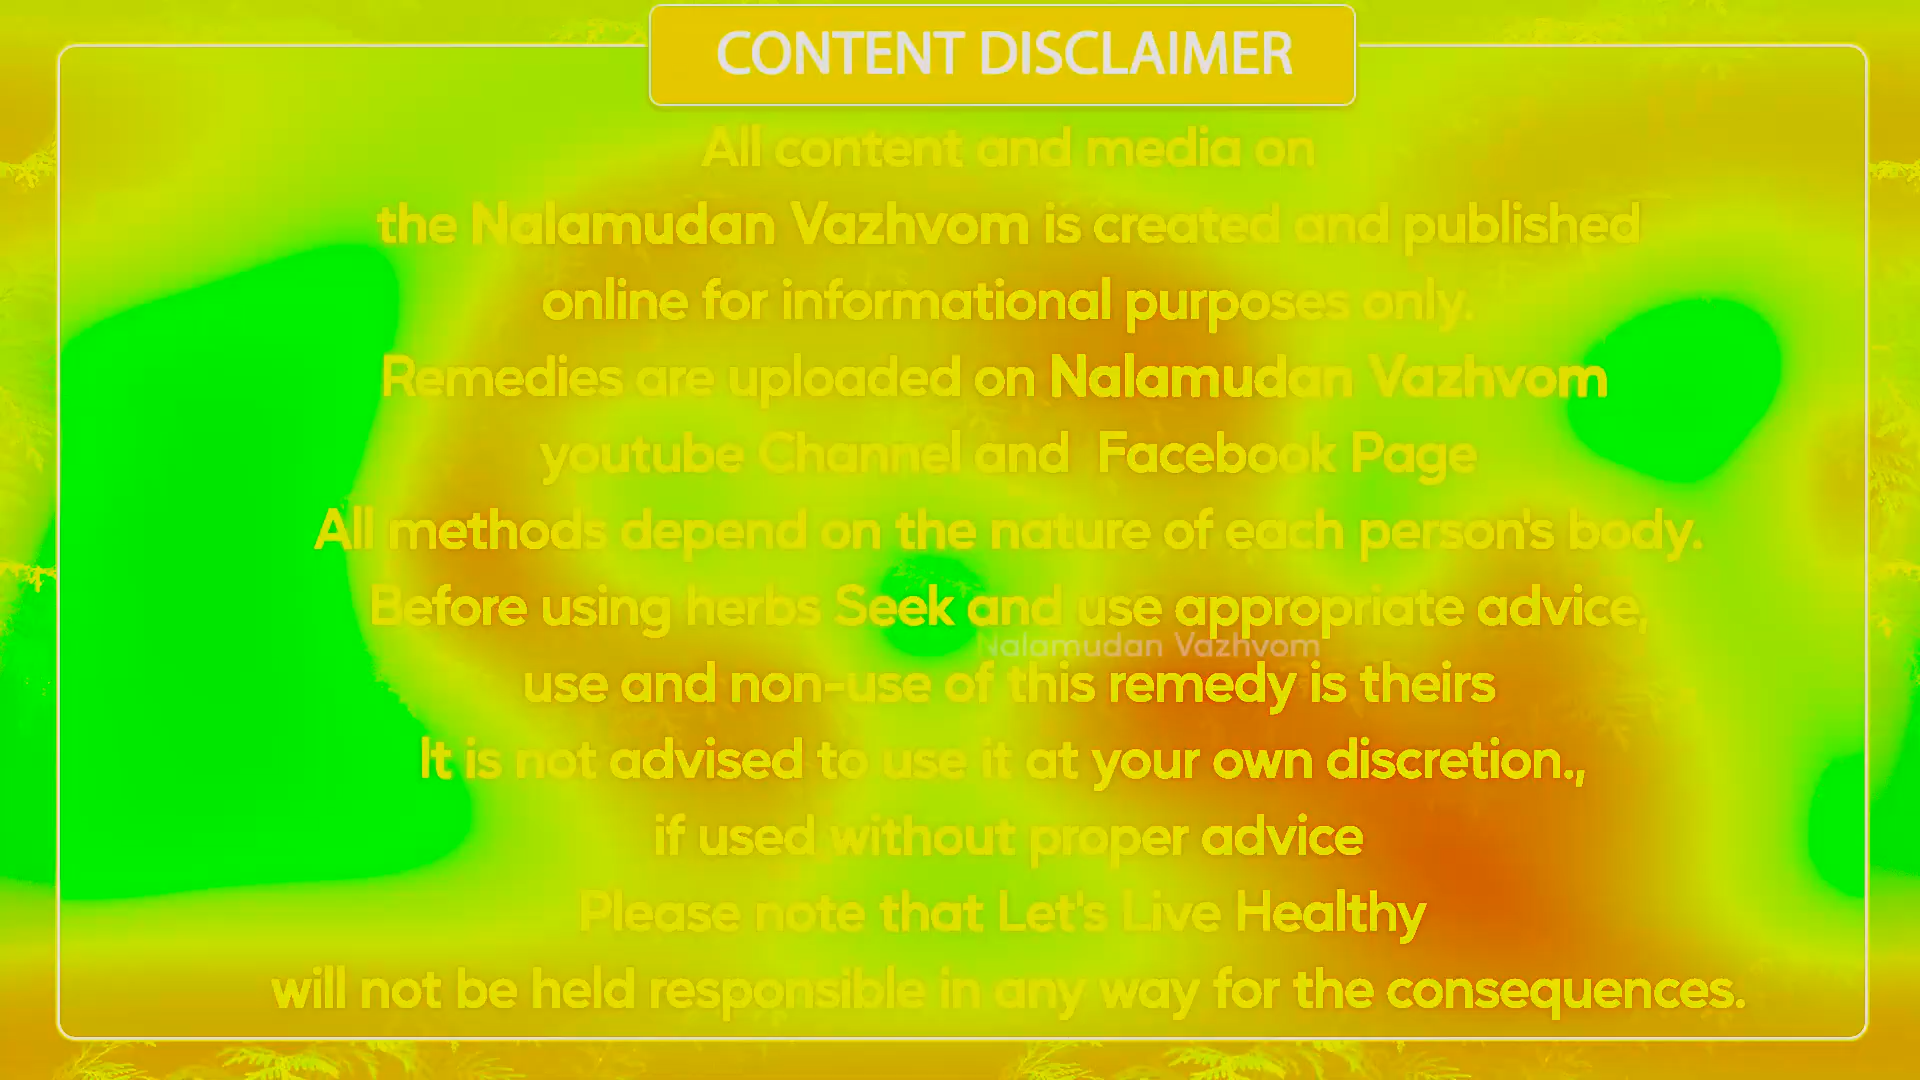 CONTENT DISCLAIMER
All content and media on
the Nalamudan Vazhvom is created and published
online for informational purposes only.
Remedies are uploaded on Nalamudan Vazhvom
youtube Channel and Facebook Page
All methods depend on the nature of each person's body.
Before using herbs Seek and use appropriate advice,
Nalamudan Vazhvom
use and non-use of this remedy is theirs
It is not advised to use it at your own discretion.,
if used without proper advice
Please note that Let's Live Healthy
will not be held responsible in any way for the consequences.